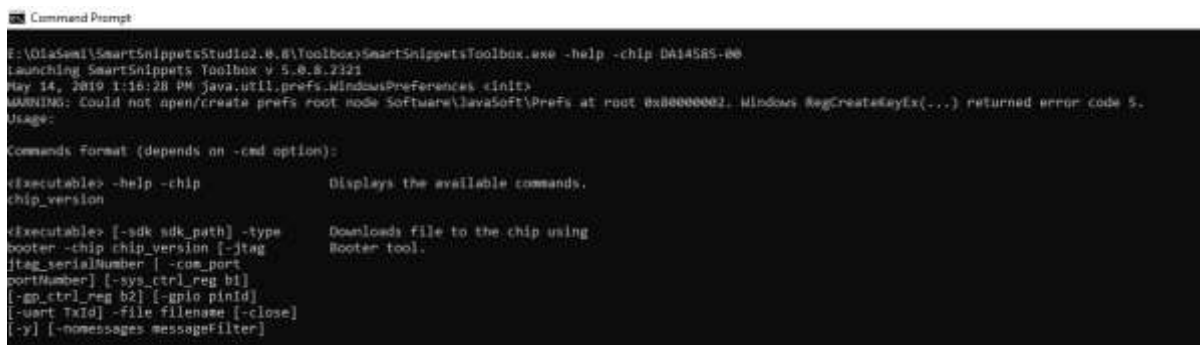 Command Prompt
E:\DiaSemi\SmartSnippetsStudio2.0.8\Toolbox>SmartSnippetsToolbox.exe -help -chip DA14585-00
Launching SmartSnippets Toolbox v 5.0.8.2321
May 14, 2019 1:16:28 PM java.util.prefs.WindowsPreferences <init>
WARNING: Could not open/create prefs root node Software\JavaSoft\Prefs at root 0x80000002. Windows RegCreateKeyEx(...) returned error code 5.
Usage:
Commands format (depends on -cmd option):
<Executable> -help -chip Displays the available commands.
chip_version
<Executable> [-sdk sdk_path] -type Downloads file to the chip using
booter -chip chip_version [-jtag Booter tool.
jtag_serialNumber | -com_port
portNumber] [-sys_ctrl_reg b1]
[-gp_ctrl_reg b2] [-gpio pinId]
[-uart TxId] -file filename [-close]
[-y] [-nomessages messageFilter]